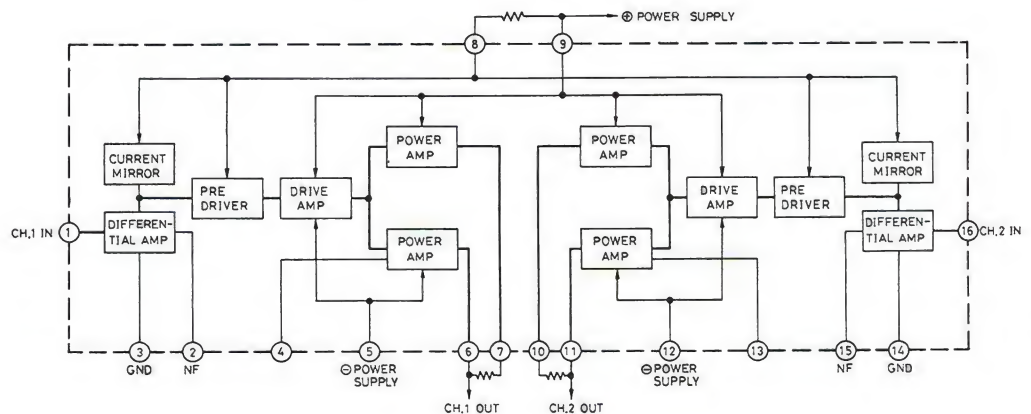 ⊕ POWER SUPPLY
8
9
POWER
AMP
POWER
AMP
CURRENT
MIRROR
CURRENT
MIRROR
PRE
DRIVER
DRIVE
AMP
DRIVE
AMP
PRE
DRIVER
CH,1 IN
1
DIFFEREN-
TIAL AMP
DIFFEREN-
TIAL AMP
16
CH,2 IN
POWER
AMP
POWER
AMP
3
2
4
5
6
7
10
11
12
13
15
14
GND
NF
⊖ POWER
SUPPLY
⊖ POWER
SUPPLY
NF
GND
CH,1 OUT
CH,2 OUT